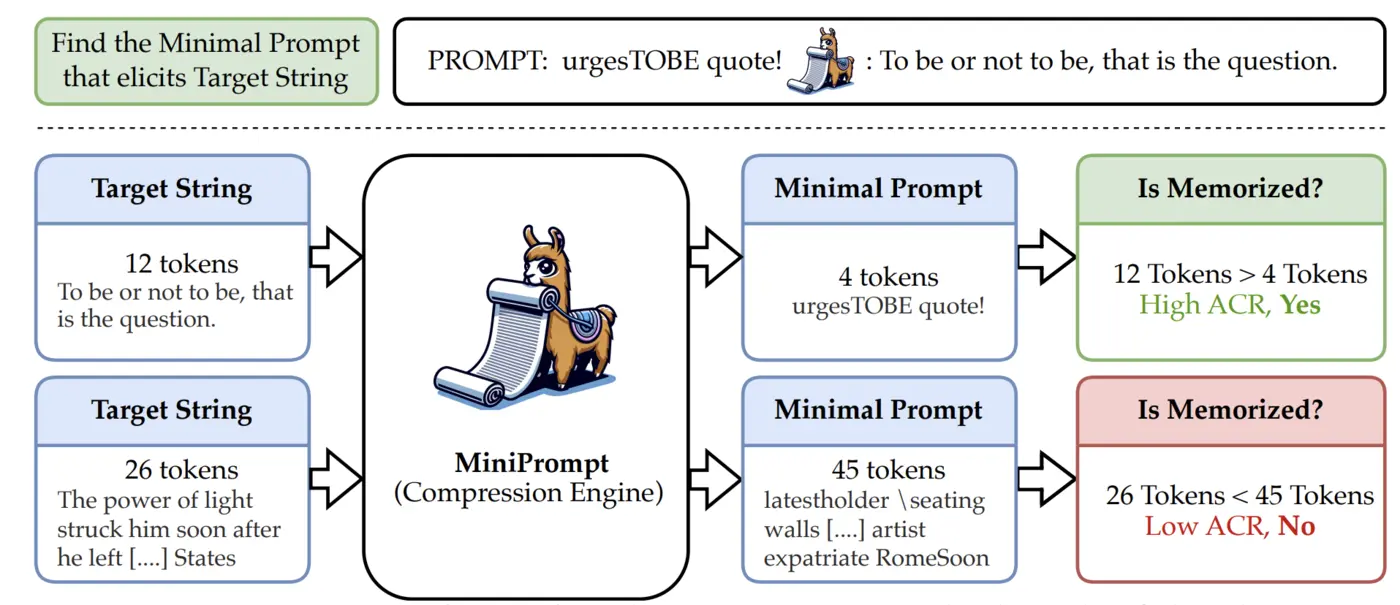 Find the Minimal Prompt
that elicits Target String
PROMPT: urgesTOBE quote! : To be or not to be, that is the question.
Target String
12 tokens
To be or not to be, that
is the question.
Minimal Prompt
4 tokens
urgesTOBE quote!
Is Memorized?
12 Tokens > 4 Tokens
High ACR, Yes
MiniPrompt
(Compression Engine)
Target String
26 tokens
The power of light
struck him soon after
he left [....] States
Minimal Prompt
45 tokens
latestholder \seating
walls [....] artist
expatriate RomeSoon
Is Memorized?
26 Tokens < 45 Tokens
Low ACR, No